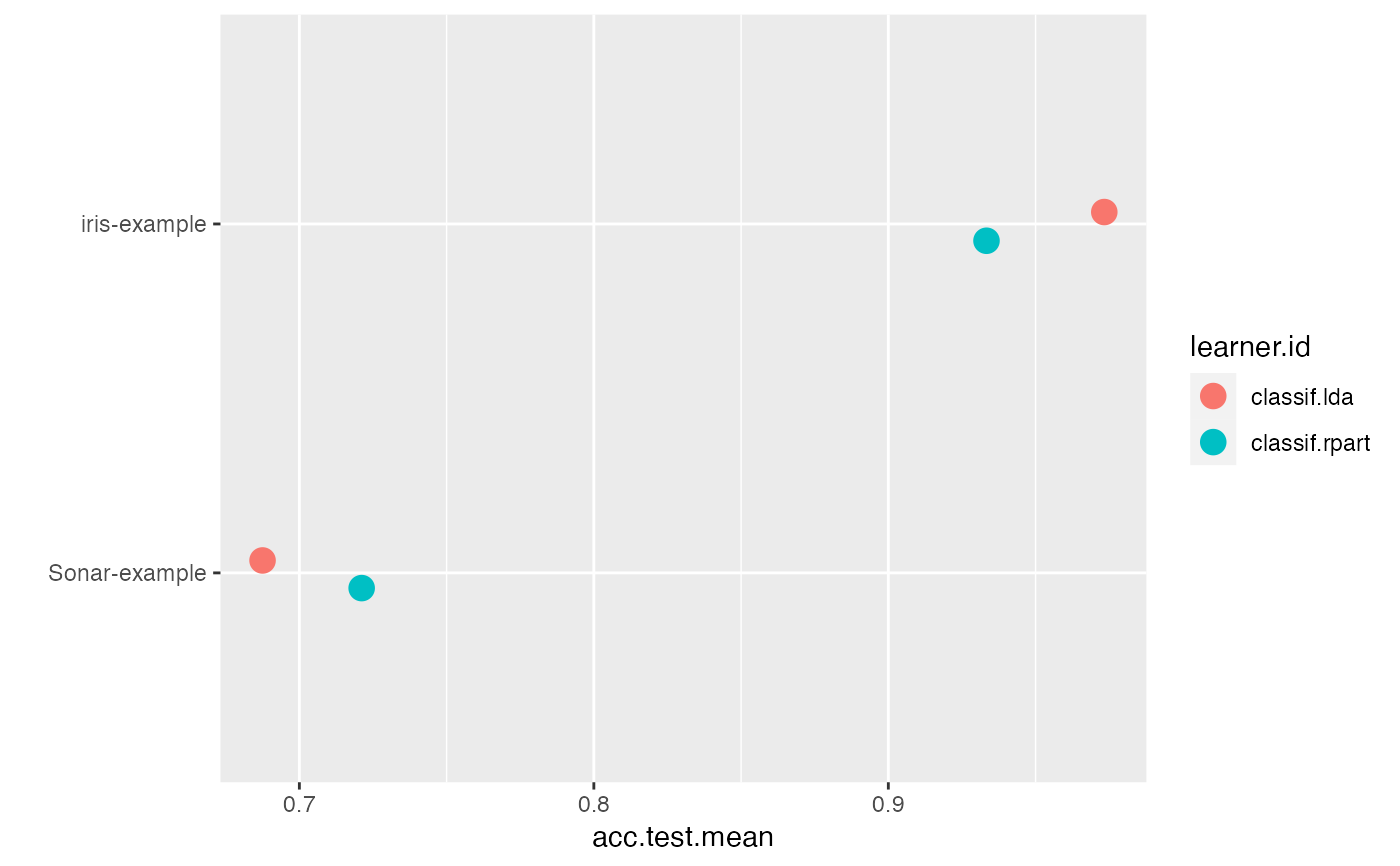 iris-example
Sonar-example
0.7
0.8
0.9
acc.test.mean
learner.id
classif.lda
classif.rpart